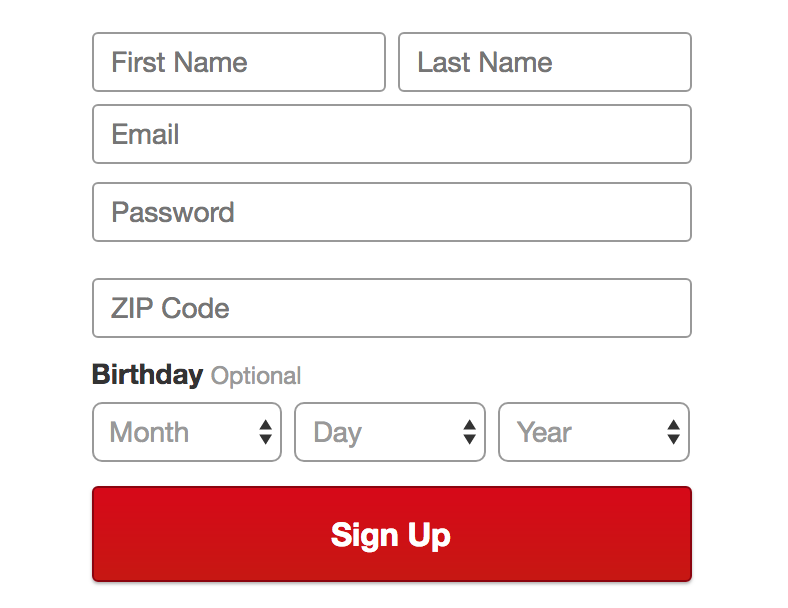 First Name Last Name
Email
Password
ZIP Code
Birthday Optional
Month Day Year
Sign Up